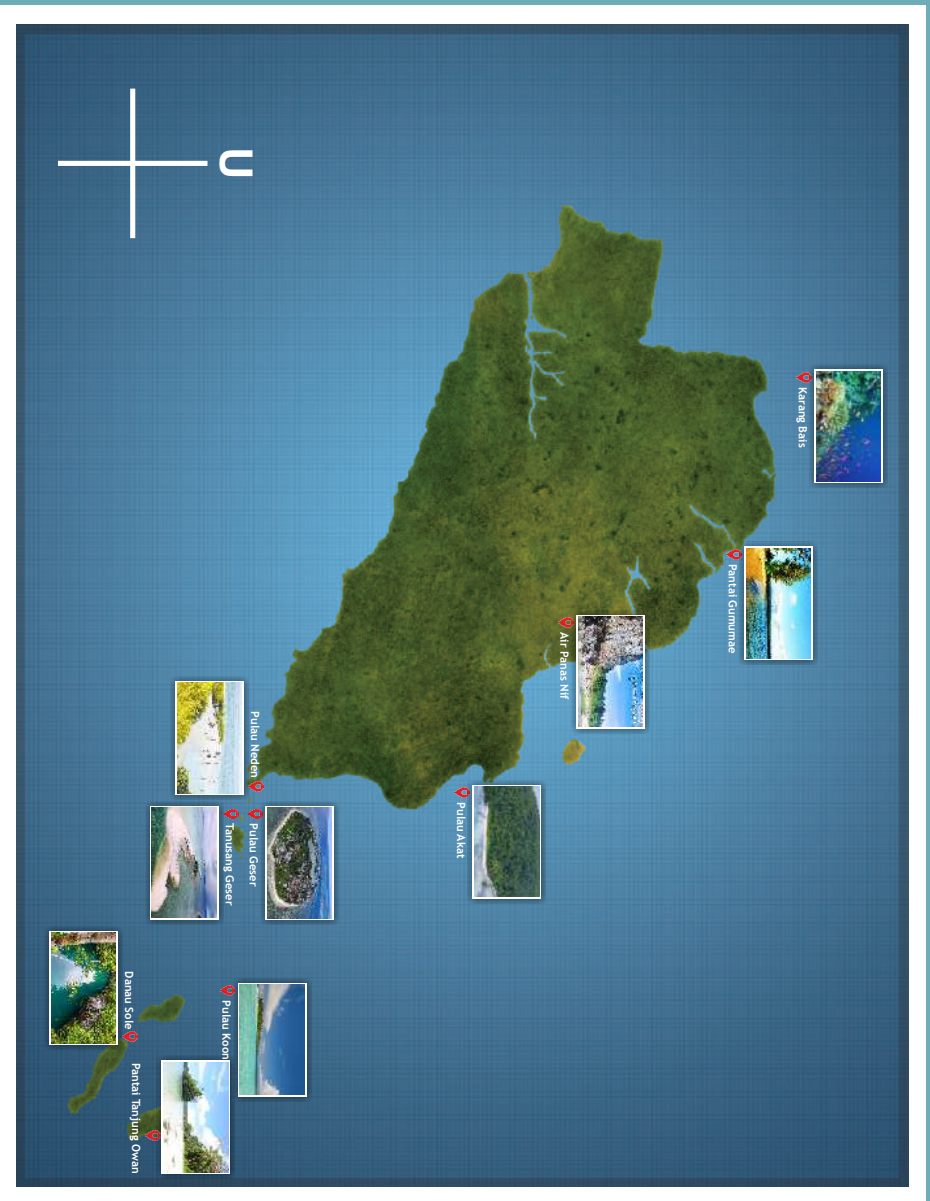 U
Karang Bais
Pantai Gumumae
Air Panas Nif
Pulau Akat
Pulau Neden
Pulau Geser
Tanusang Geser
Pulau Koon
Danau Sole
Pantai Tanjung Owan